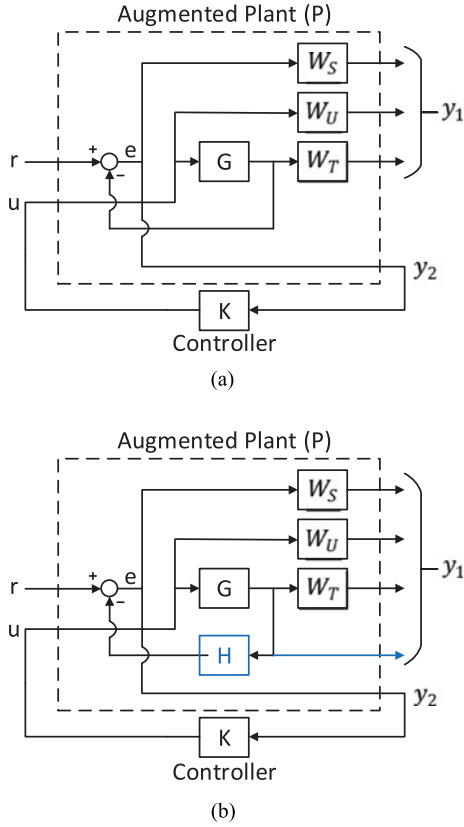 Augmented Plant (P)
W_S
y_1
W_U
r + e
G
W_T
−
u
y_2
K
Controller
(a)
Augmented Plant (P)
W_S
W_U
y_1
r + e
G
W_T
−
u
H
y_2
K
Controller
(b)